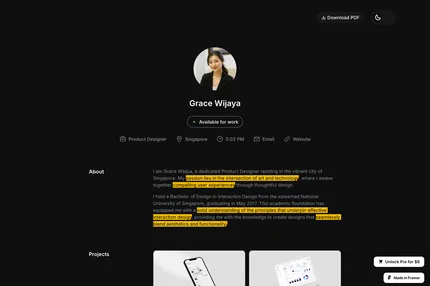 Download PDF
Grace Wijaya
Available for work
Product Designer
Singapore
5:02 PM
Email
Website
About
I am Grace Wijaya, a dedicated Product Designer residing in the vibrant city of
Singapore. My passion lies in the intersection of art and technology, where I weave
together compelling user experiences through thoughtful design.
I hold a Bachelor of Design in Interaction Design from the esteemed National
University of Singapore, graduating in May 2017. This academic foundation has
equipped me with a solid understanding of the principles that underpin effective
interaction design, providing me with the knowledge to create designs that seamlessly
blend aesthetics and functionality.
Projects
Unlock Pro for $9
Made in Framer